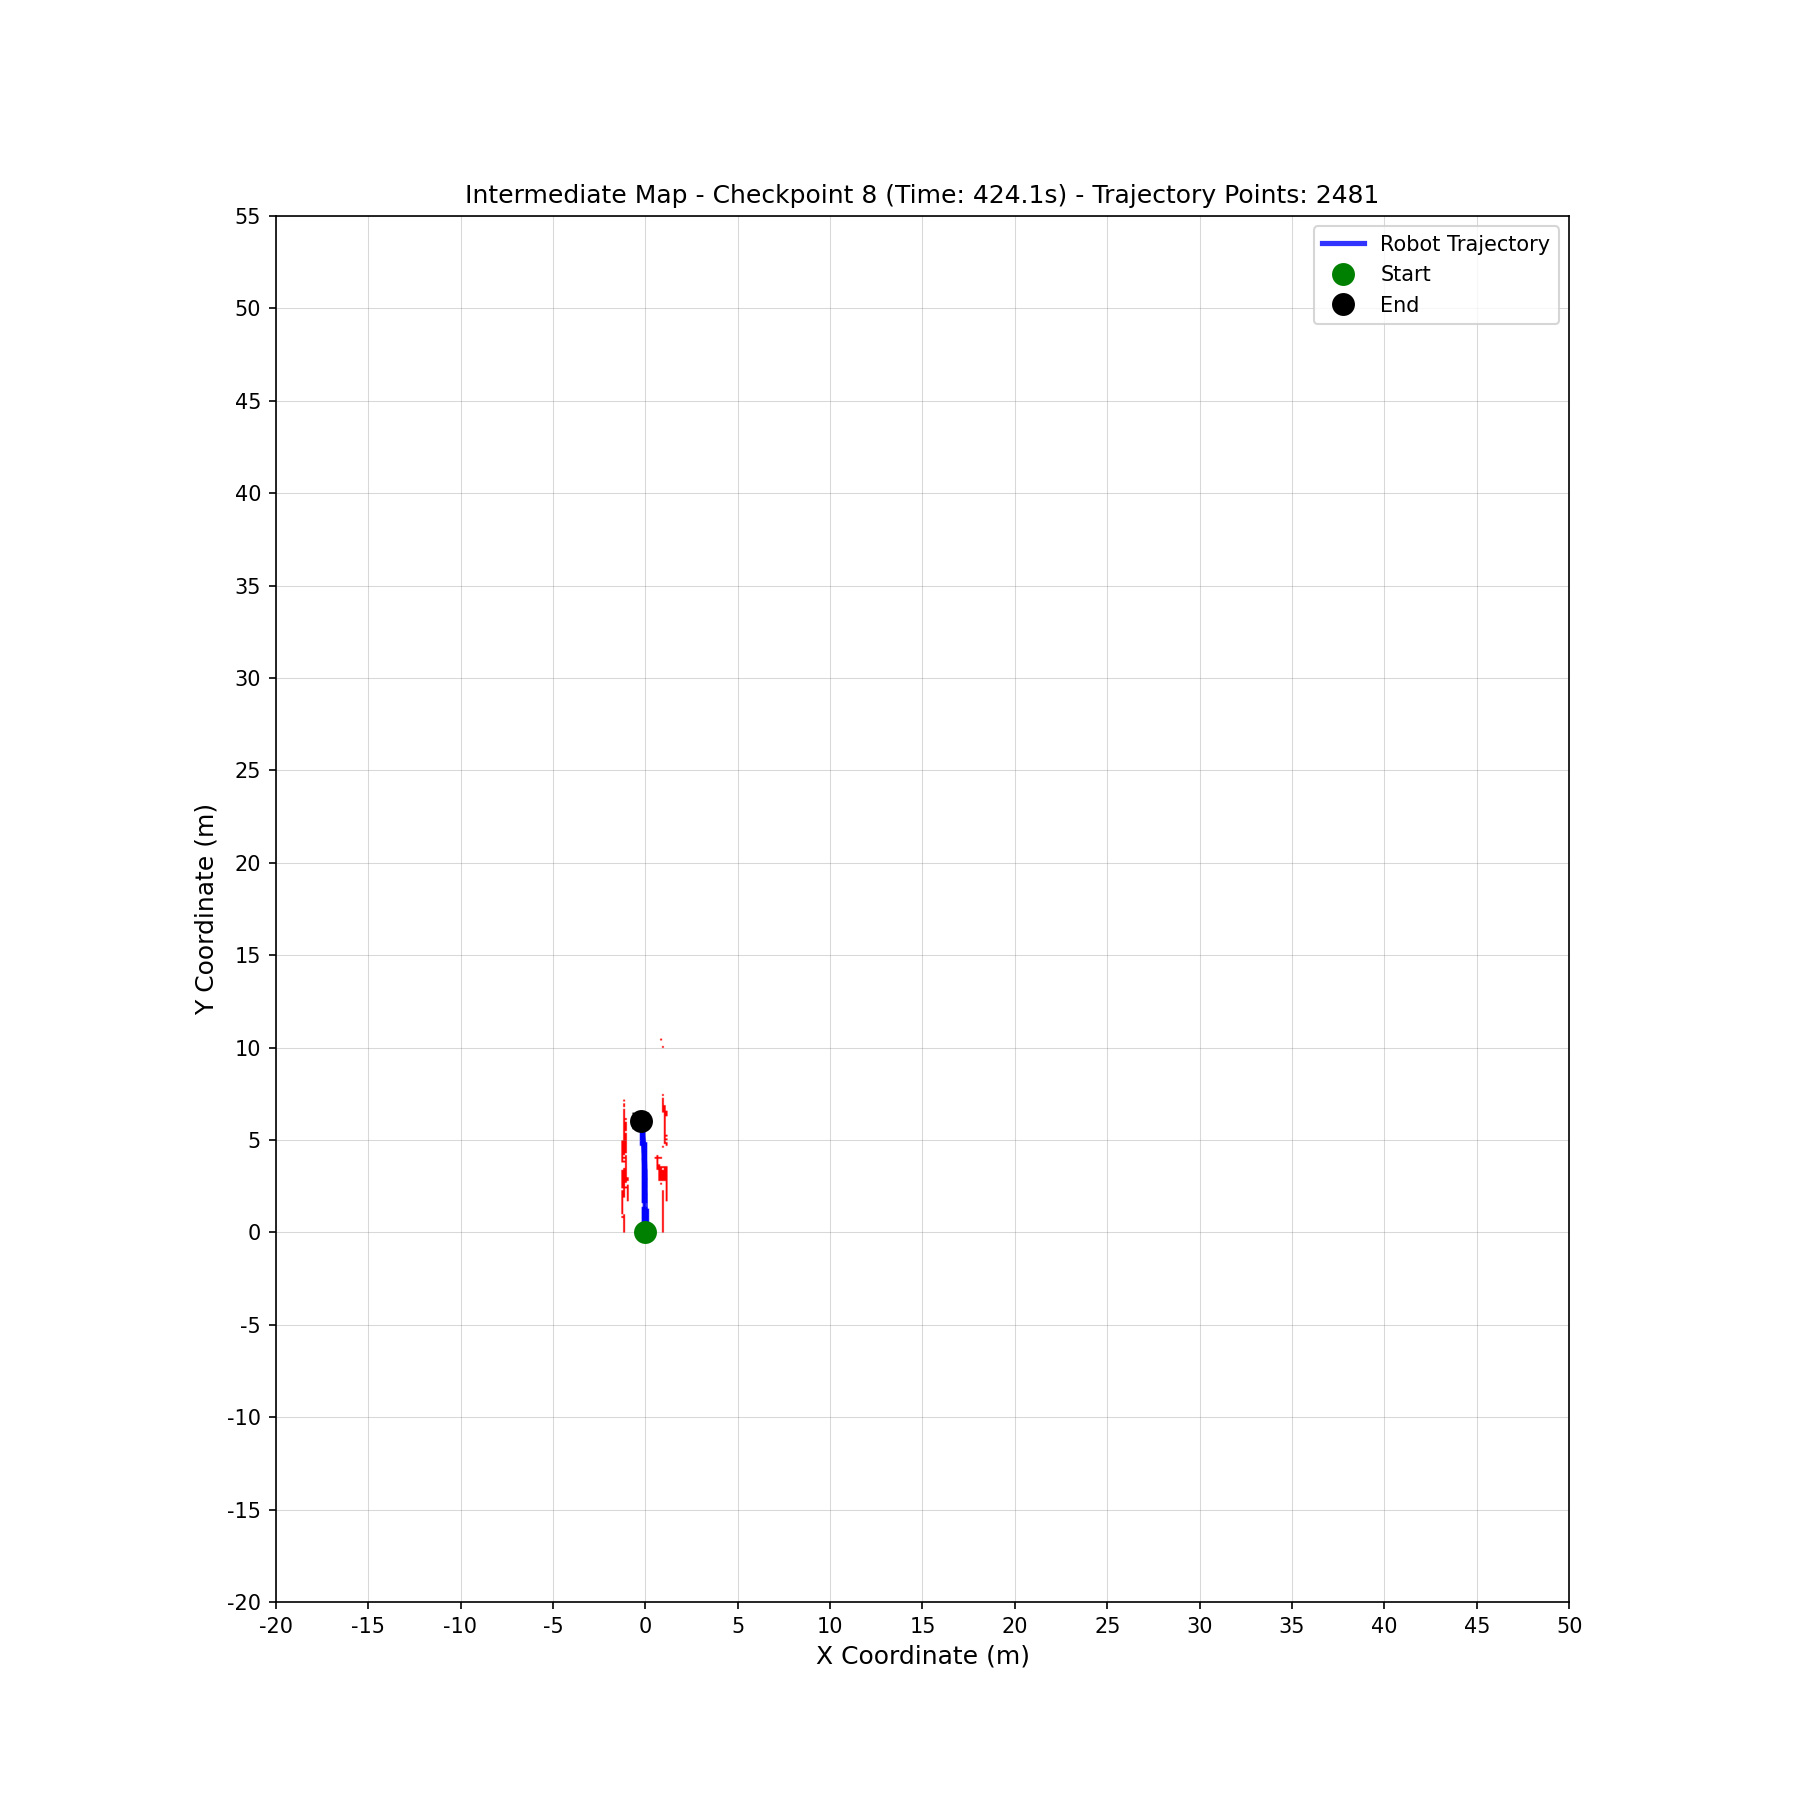 Intermediate Map - Checkpoint 8 (Time: 424.1s) - Trajectory Points: 2481
Robot Trajectory
Start
End
55
50
45
40
35
30
25
20
15
10
5
0
-5
-10
-15
-20
Y Coordinate (m)
-20 -15 -10 -5 0 5 10 15 20 25 30 35 40 45 50
X Coordinate (m)